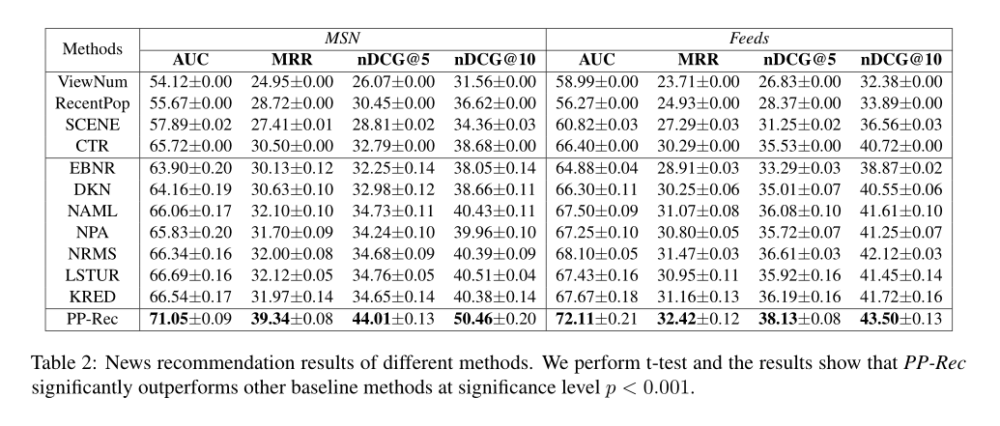 Methods MSN Feeds
AUC MRR nDCG@5 nDCG@10 AUC MRR nDCG@5 nDCG@10
ViewNum 54.12±0.00 24.95±0.00 26.07±0.00 31.56±0.00 58.99±0.00 23.71±0.00 26.83±0.00 32.38±0.00
RecentPop 55.67±0.00 28.72±0.00 30.45±0.00 36.62±0.00 56.27±0.00 24.93±0.00 28.37±0.00 33.89±0.00
SCENE 57.89±0.02 27.41±0.01 28.81±0.02 34.36±0.03 60.82±0.03 27.29±0.03 31.25±0.02 36.56±0.03
CTR 65.72±0.00 30.50±0.00 32.79±0.00 38.68±0.00 66.40±0.00 30.29±0.00 35.53±0.00 40.72±0.00
EBNR 63.90±0.20 30.13±0.12 32.25±0.14 38.05±0.14 64.88±0.04 28.91±0.03 33.29±0.03 38.87±0.02
DKN 64.16±0.19 30.63±0.10 32.98±0.12 38.66±0.11 66.30±0.11 30.25±0.06 35.01±0.07 40.55±0.06
NAML 66.06±0.17 32.10±0.10 34.73±0.11 40.43±0.11 67.50±0.09 31.07±0.08 36.08±0.10 41.61±0.10
NPA 65.83±0.20 31.70±0.09 34.24±0.10 39.96±0.10 67.25±0.10 30.80±0.05 35.72±0.07 41.25±0.07
NRMS 66.34±0.16 32.00±0.08 34.68±0.09 40.39±0.09 68.10±0.05 31.47±0.03 36.61±0.03 42.12±0.03
LSTUR 66.69±0.16 32.12±0.05 34.76±0.05 40.51±0.04 67.43±0.16 30.95±0.11 35.92±0.16 41.45±0.14
KRED 66.54±0.17 31.97±0.14 34.65±0.14 40.38±0.14 67.67±0.18 31.16±0.13 36.19±0.16 41.72±0.16
PP-Rec 71.05±0.09 39.34±0.08 44.01±0.13 50.46±0.20 72.11±0.21 32.42±0.12 38.13±0.08 43.50±0.13
Table 2: News recommendation results of different methods. We perform t-test and the results show that PP-Rec
significantly outperforms other baseline methods at significance level p < 0.001.